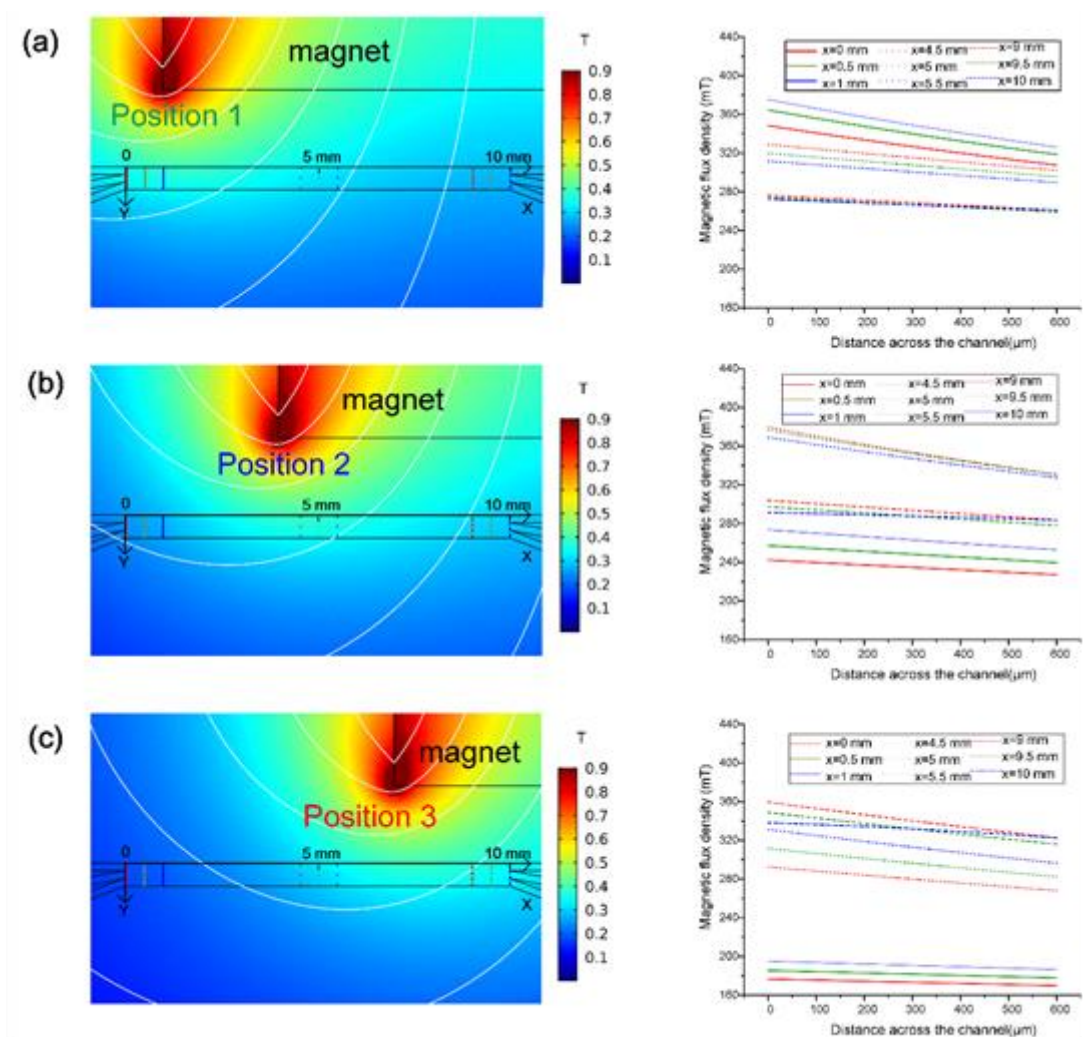 (a)
magnet
Position 1
0
5 mm
10 mm
Y
X
T
0.9
0.8
0.7
0.6
0.5
0.4
0.3
0.2
0.1
Magnetic flux density (mT)
440
400
360
320
280
240
200
160
x=0 mm x=4.5 mm x=9 mm
x=0.5 mm x=5 mm x=9.5 mm
x=1 mm x=5.5 mm x=10 mm
0 100 200 300 400 500 600
Distance across the channel(μm)
(b)
magnet
Position 2
0
5 mm
10 mm
Y
X
T
0.9
0.8
0.7
0.6
0.5
0.4
0.3
0.2
0.1
Magnetic flux density (mT)
440
400
360
320
280
240
200
160
x=0 mm x=4.5 mm x=9 mm
x=0.5 mm x=5 mm x=9.5 mm
x=1 mm x=5.5 mm x=10 mm
0 100 200 300 400 500 600
Distance across the channel(μm)
(c)
magnet
Position 3
0
5 mm
10 mm
Y
X
T
0.9
0.8
0.7
0.6
0.5
0.4
0.3
0.2
0.1
Magnetic flux density (mT)
440
400
360
320
280
240
200
160
x=0 mm x=4.5 mm x=9 mm
x=0.5 mm x=5 mm x=9.5 mm
x=1 mm x=5.5 mm x=10 mm
0 100 200 300 400 500 600
Distance across the channel(μm)